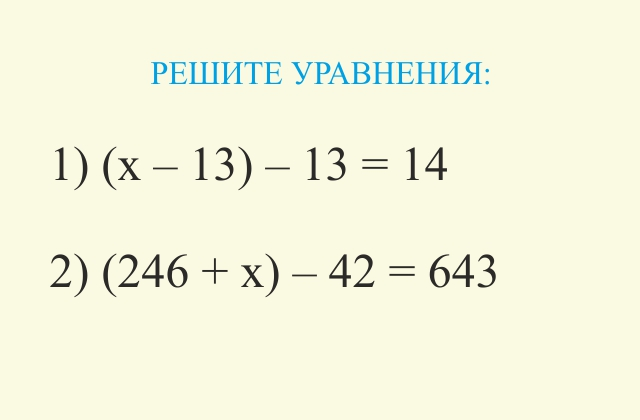 РЕШИТЕ УРАВНЕНИЯ:
1) (х – 13) – 13 = 14
2) (246 + х) – 42 = 643